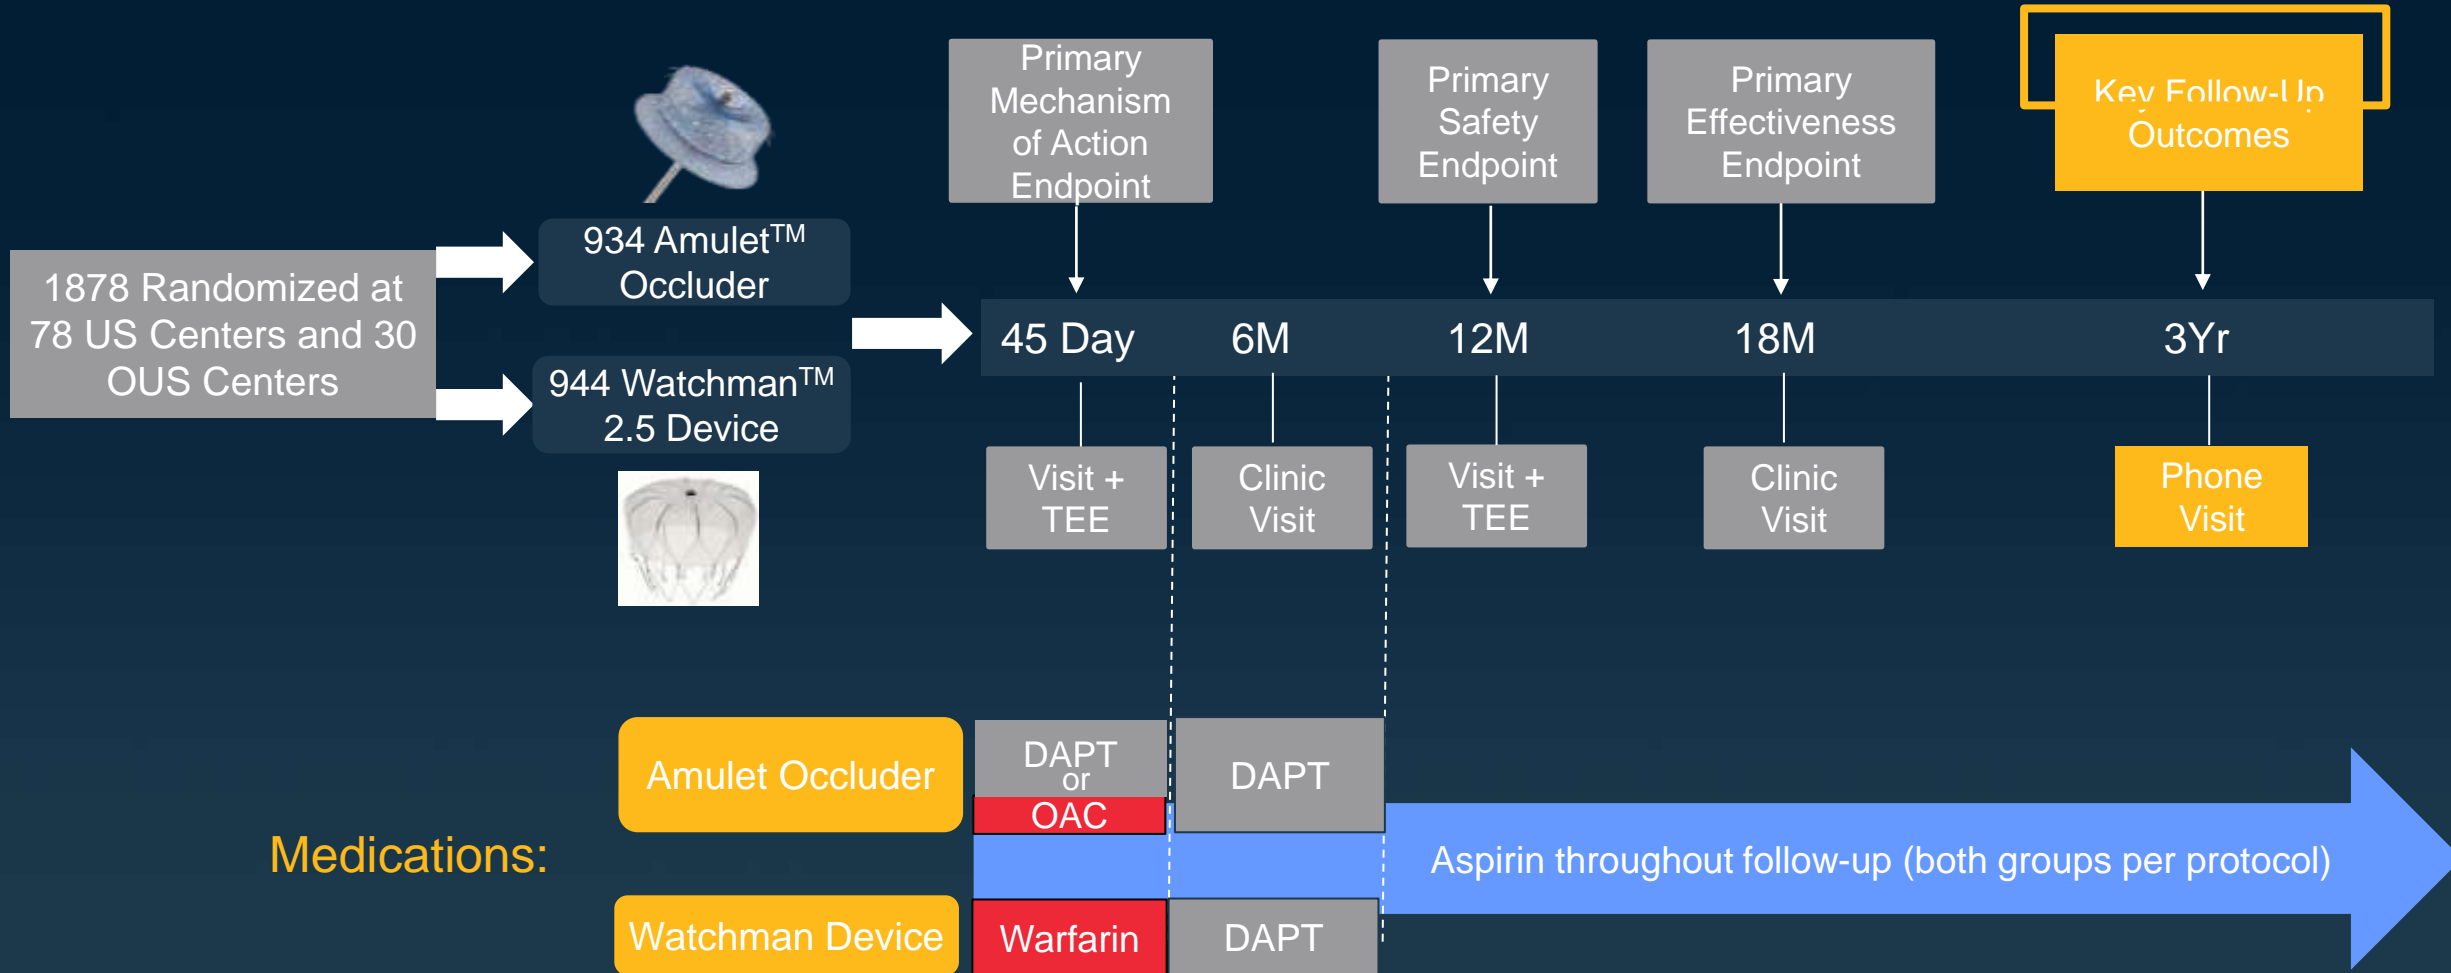 1878 Randomized at
78 US Centers and 30
OUS Centers
934 Amulet™
Occluder
944 Watchman™
2.5 Device
Primary
Mechanism
of Action
Endpoint
Primary
Safety
Endpoint
Primary
Effectiveness
Endpoint
Key Follow-Up
Outcomes
45 Day
6M
12M
18M
3Yr
Visit +
TEE
Clinic
Visit
Visit +
TEE
Clinic
Visit
Phone
Visit
Medications:
Amulet Occluder
DAPT
or
OAC
DAPT
Aspirin throughout follow-up (both groups per protocol)
Watchman Device
Warfarin
DAPT